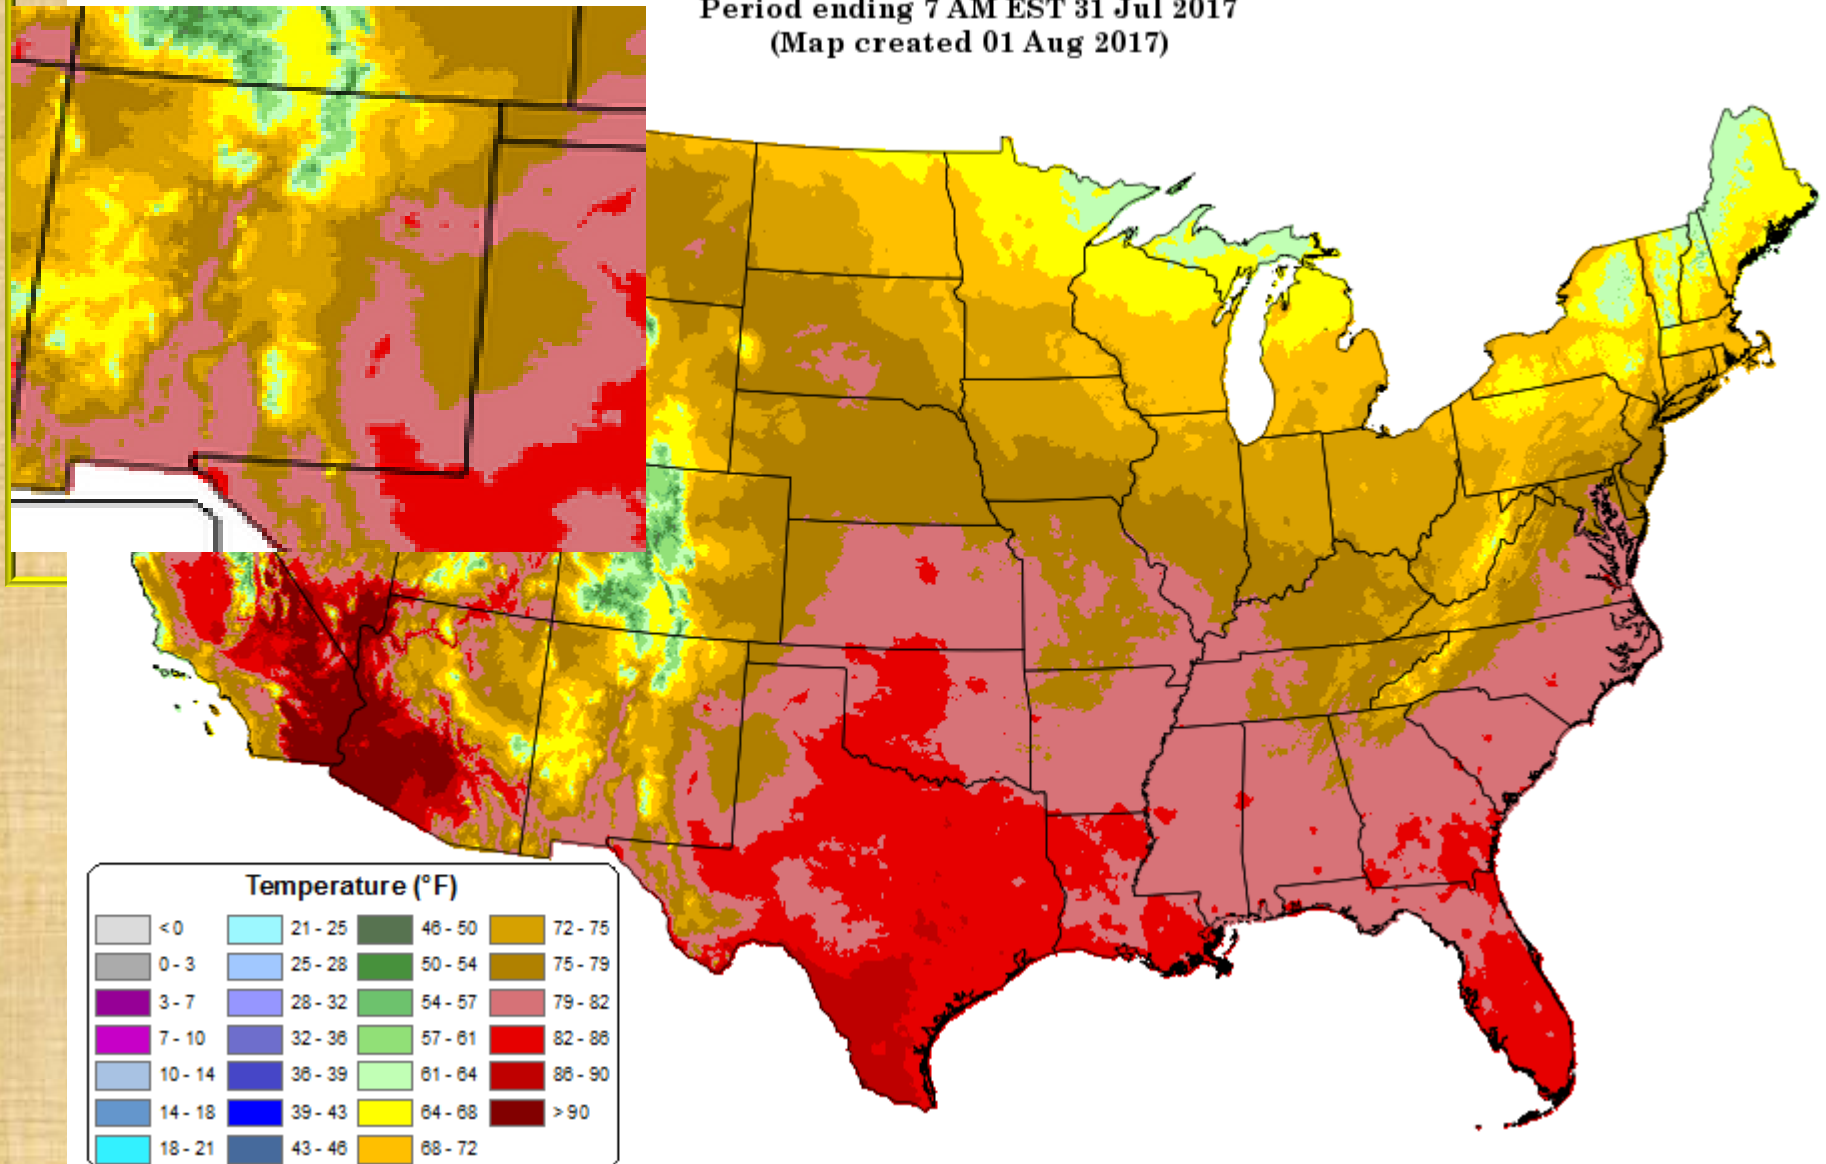 Period ending 7 AM EST 31 Jul 2017
(Map created 01 Aug 2017)
Temperature (°F)
< 0
0 - 3
3 - 7
7 - 10
10 - 14
14 - 18
18 - 21
21 - 25
25 - 28
28 - 32
32 - 36
36 - 39
39 - 43
43 - 46
46 - 50
50 - 54
54 - 57
57 - 61
61 - 64
64 - 68
68 - 72
72 - 75
75 - 79
79 - 82
82 - 86
86 - 90
> 90